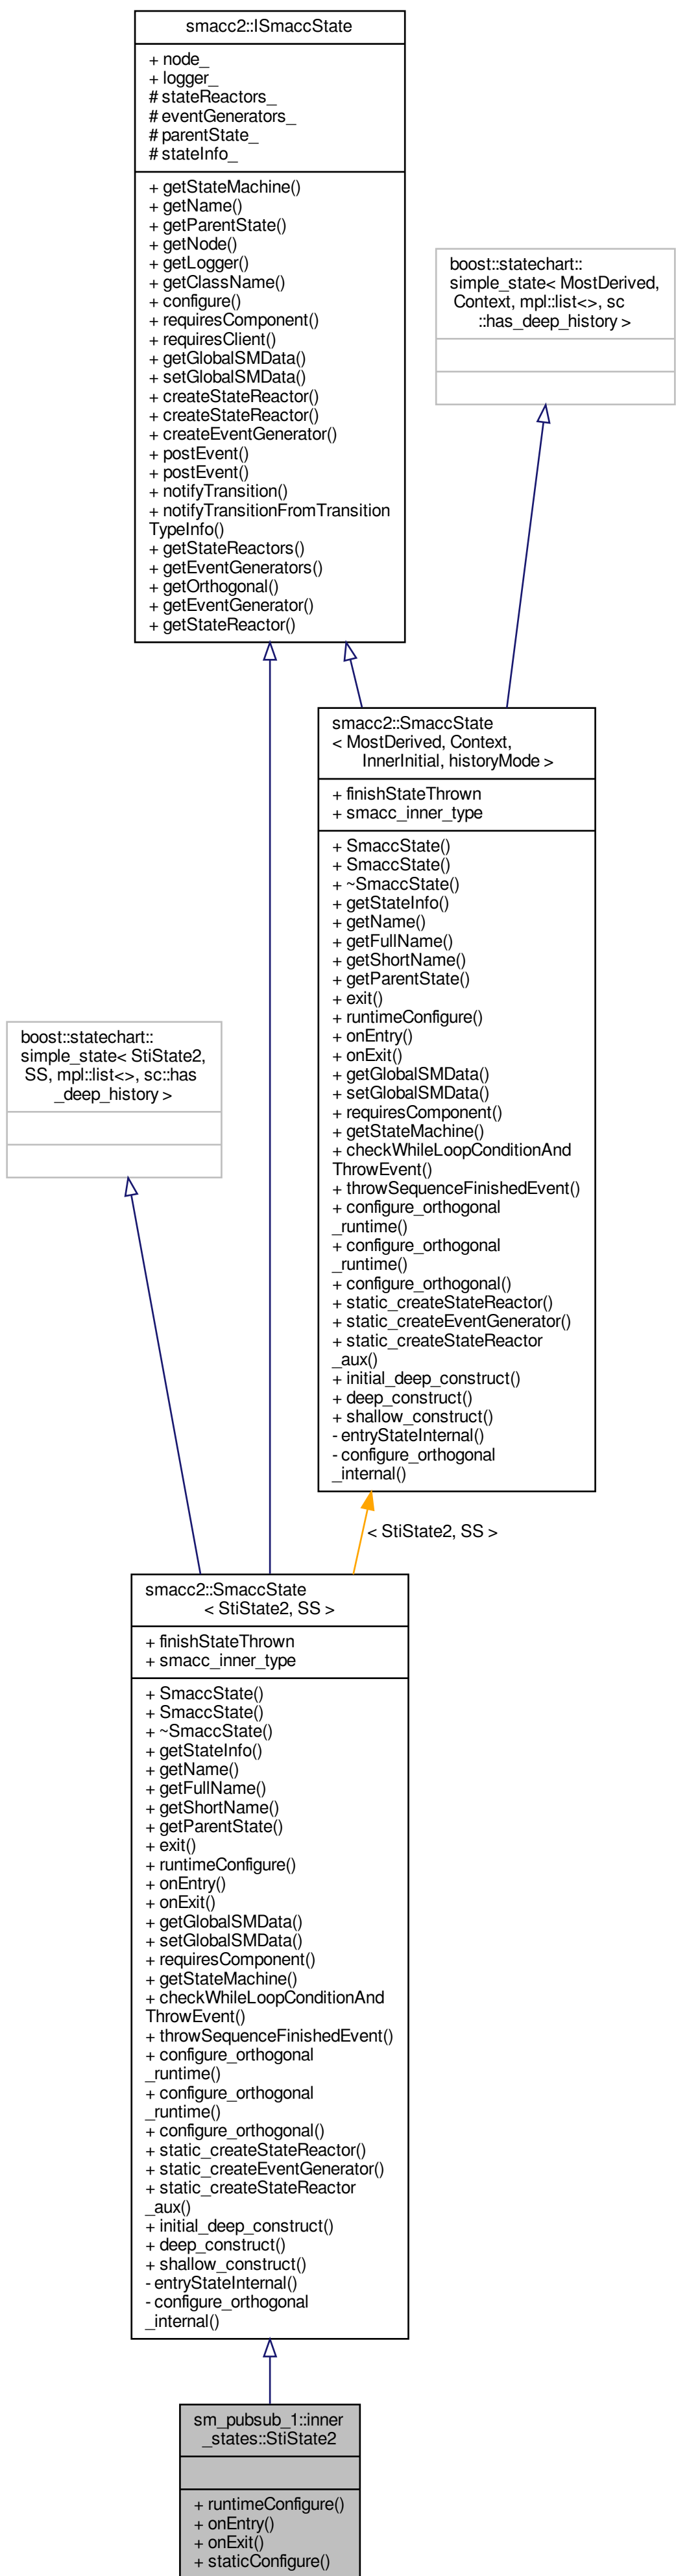 smacc2::ISmaccState
+ node_
+ logger_
# stateReactors_
# eventGenerators_
# parentState_
# stateInfo_
+ getStateMachine()
+ getName()
+ getParentState()
+ getNode()
+ getLogger()
+ getClassName()
+ configure()
+ requiresComponent()
+ requiresClient()
+ getGlobalSMData()
+ setGlobalSMData()
+ createStateReactor()
+ createStateReactor()
+ createEventGenerator()
+ postEvent()
+ postEvent()
+ notifyTransition()
+ notifyTransitionFromTransition
TypeInfo()
+ getStateReactors()
+ getEventGenerators()
+ getOrthogonal()
+ getEventGenerator()
+ getStateReactor()
boost::statechart::
simple_state< MostDerived,
Context, mpl::list<>, sc
::has_deep_history >
smacc2::SmaccState
< MostDerived, Context,
InnerInitial, historyMode >
+ finishStateThrown
+ smacc_inner_type
+ SmaccState()
+ SmaccState()
+ ~SmaccState()
+ getStateInfo()
+ getName()
+ getFullName()
+ getShortName()
+ getParentState()
+ exit()
+ runtimeConfigure()
+ onEntry()
+ onExit()
+ getGlobalSMData()
+ setGlobalSMData()
+ requiresComponent()
+ getStateMachine()
+ checkWhileLoopConditionAnd
ThrowEvent()
+ throwSequenceFinishedEvent()
+ configure_orthogonal
_runtime()
+ configure_orthogonal
_runtime()
+ configure_orthogonal()
+ static_createStateReactor()
+ static_createEventGenerator()
+ static_createStateReactor
_aux()
+ initial_deep_construct()
+ deep_construct()
+ shallow_construct()
- entryStateInternal()
- configure_orthogonal
_internal()
boost::statechart::
simple_state< StiState2,
SS, mpl::list<>, sc::has
_deep_history >
< StiState2, SS >
smacc2::SmaccState
< StiState2, SS >
+ finishStateThrown
+ smacc_inner_type
+ SmaccState()
+ SmaccState()
+ ~SmaccState()
+ getStateInfo()
+ getName()
+ getFullName()
+ getShortName()
+ getParentState()
+ exit()
+ runtimeConfigure()
+ onEntry()
+ onExit()
+ getGlobalSMData()
+ setGlobalSMData()
+ requiresComponent()
+ getStateMachine()
+ checkWhileLoopConditionAnd
ThrowEvent()
+ throwSequenceFinishedEvent()
+ configure_orthogonal
_runtime()
+ configure_orthogonal
_runtime()
+ configure_orthogonal()
+ static_createStateReactor()
+ static_createEventGenerator()
+ static_createStateReactor
_aux()
+ initial_deep_construct()
+ deep_construct()
+ shallow_construct()
- entryStateInternal()
- configure_orthogonal
_internal()
sm_pubsub_1::inner
_states::StiState2
+ runtimeConfigure()
+ onEntry()
+ onExit()
+ staticConfigure()